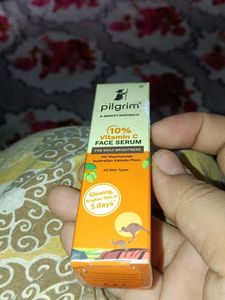 pilgrim
A-BEAUTY-AUSTRALIA
10%
Vitamin C
FACE SERUM
FOR DAILY BRIGHTNESS
5% Niacinamide
Australian Kakadu Plum
All Skin Types
Glowing,
Brighter Skin in
5 days